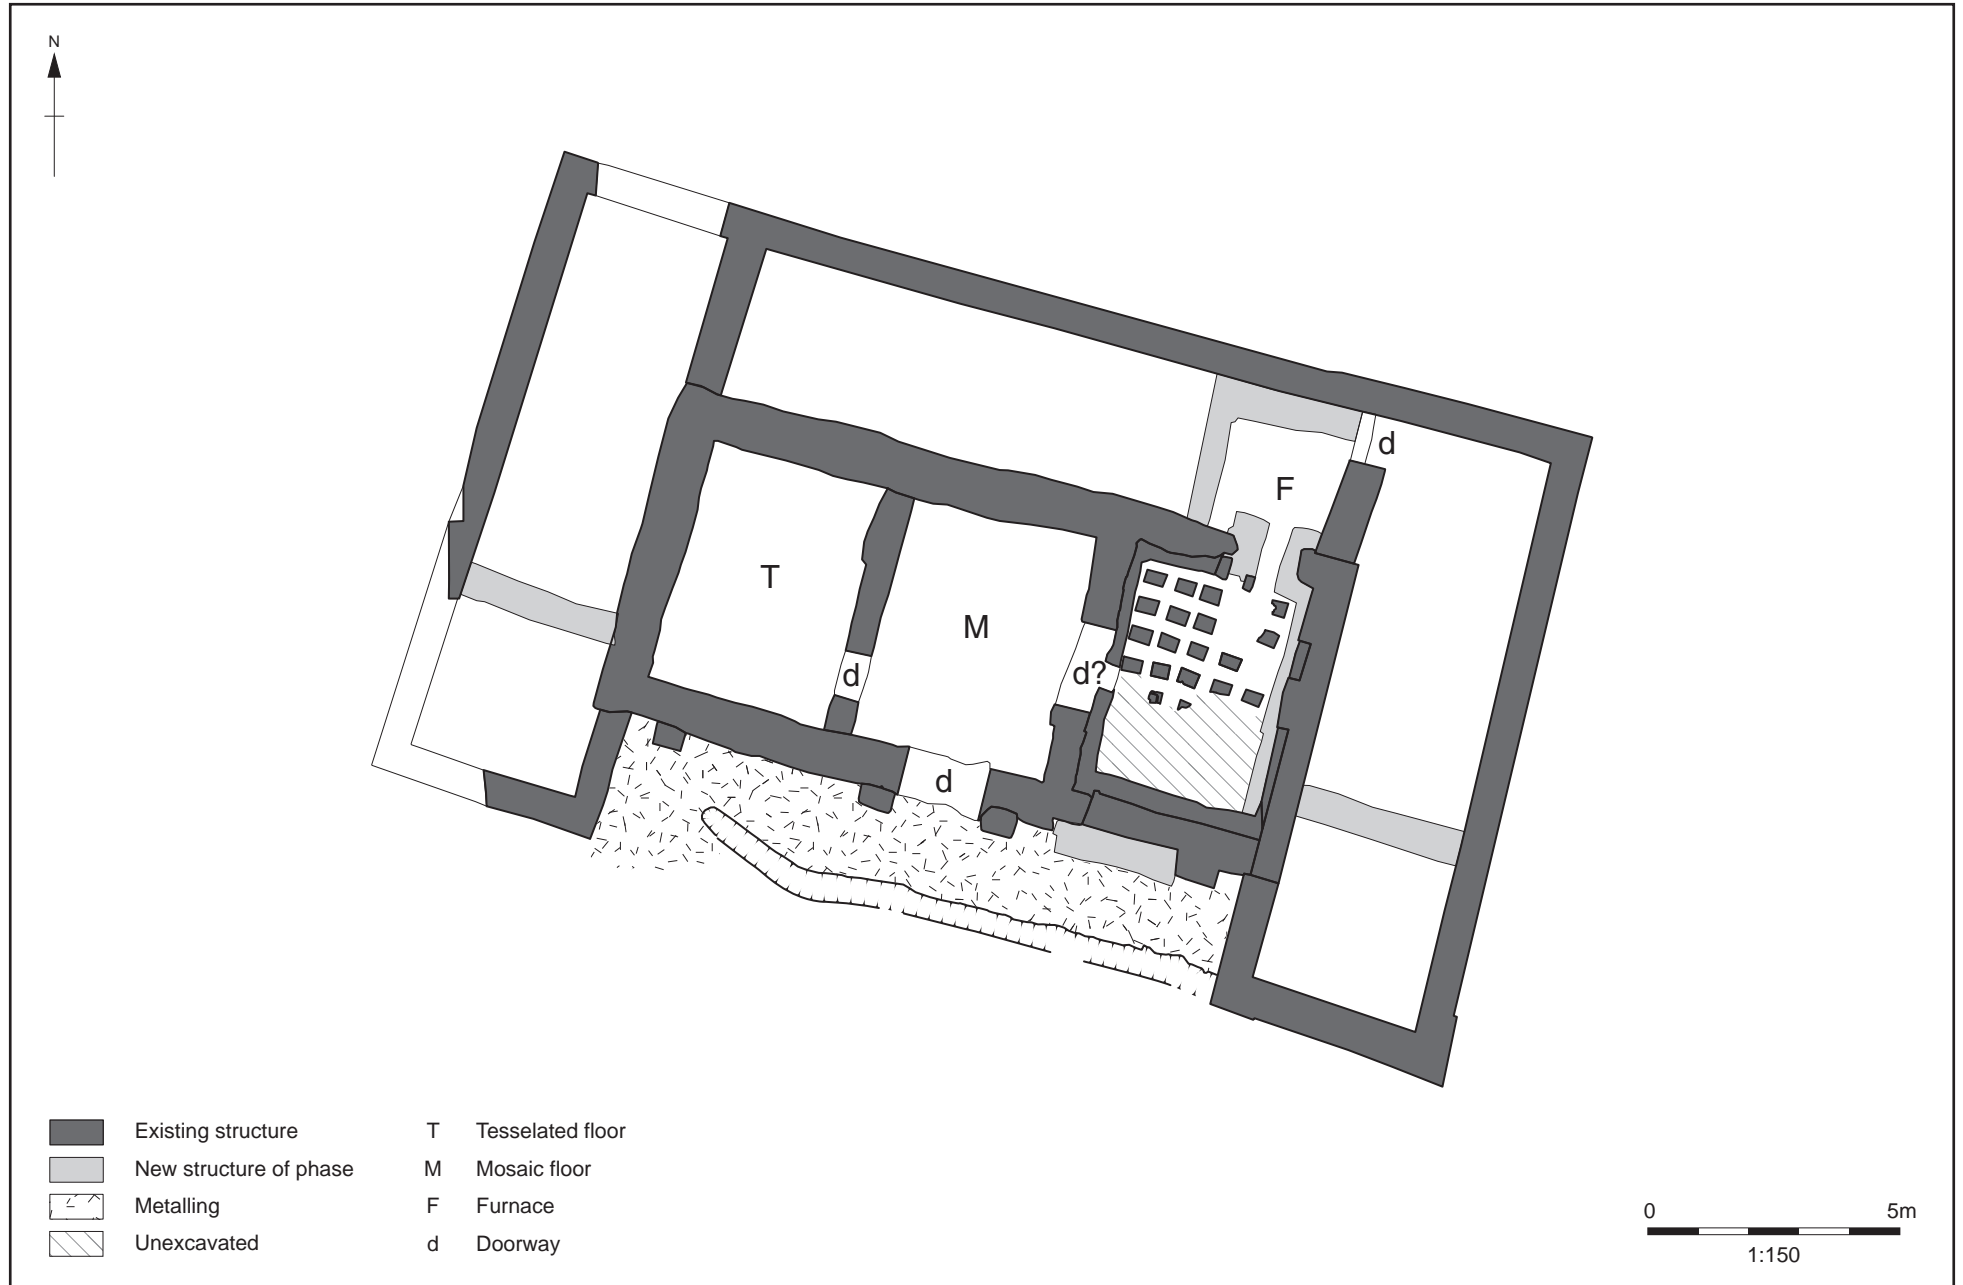 N
d
F
T
M
d
d?
d
Existing structure
New structure of phase
Metalling
Unexcavated
T Tesselated floor
M Mosaic floor
F Furnace
d Doorway
0 5m
1:150